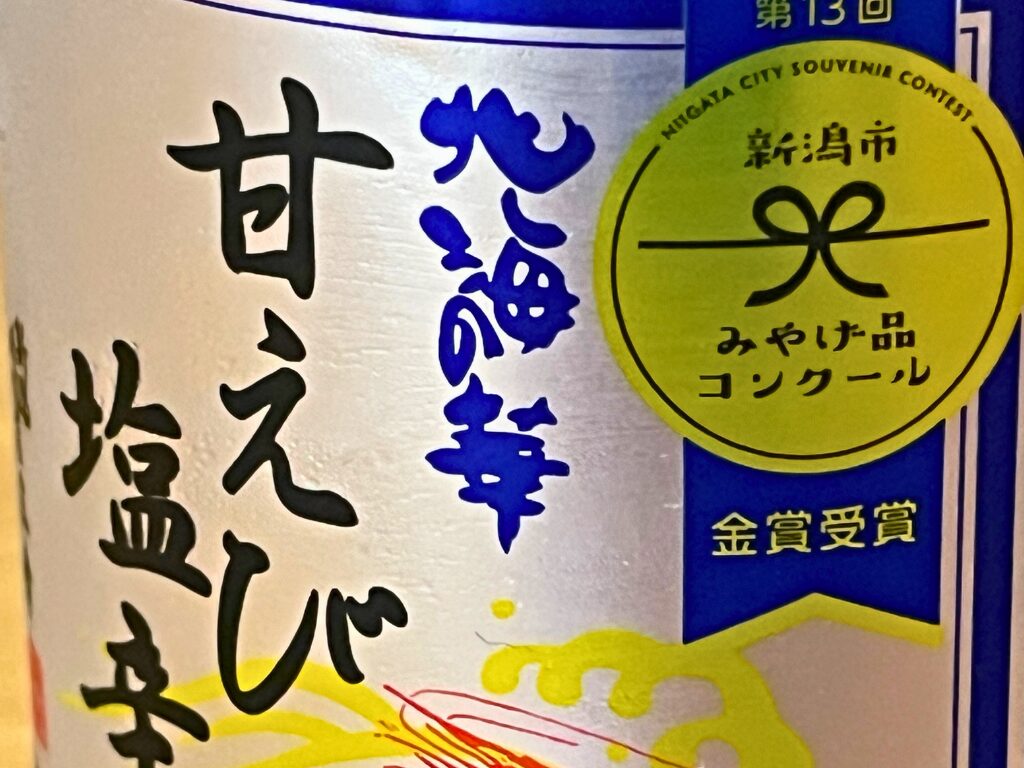 第13回
NIIGATA CITY SOUVENIR CONTEST
新潟市
みやげ品
コンクール
金賞受賞
北海の華
甘えび
塩辛